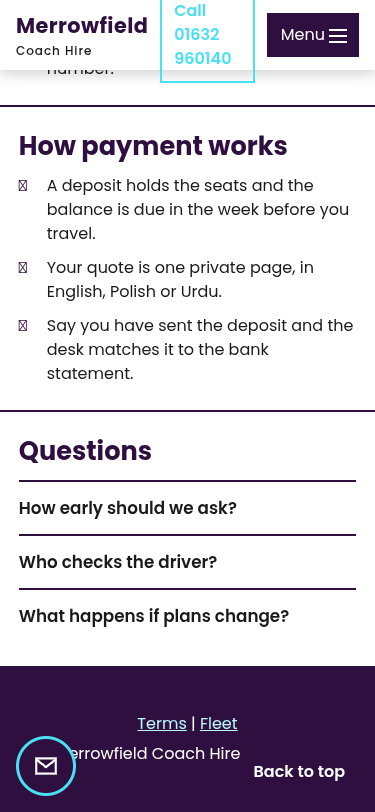 Merrowfield
Coach Hire
Call
01632
960140
Menu
number.
How payment works
A deposit holds the seats and the
balance is due in the week before you
travel.
Your quote is one private page, in
English, Polish or Urdu.
Say you have sent the deposit and the
desk matches it to the bank
statement.
Questions
How early should we ask?
Who checks the driver?
What happens if plans change?
Terms | Fleet
errowfield Coach Hire
Back to top